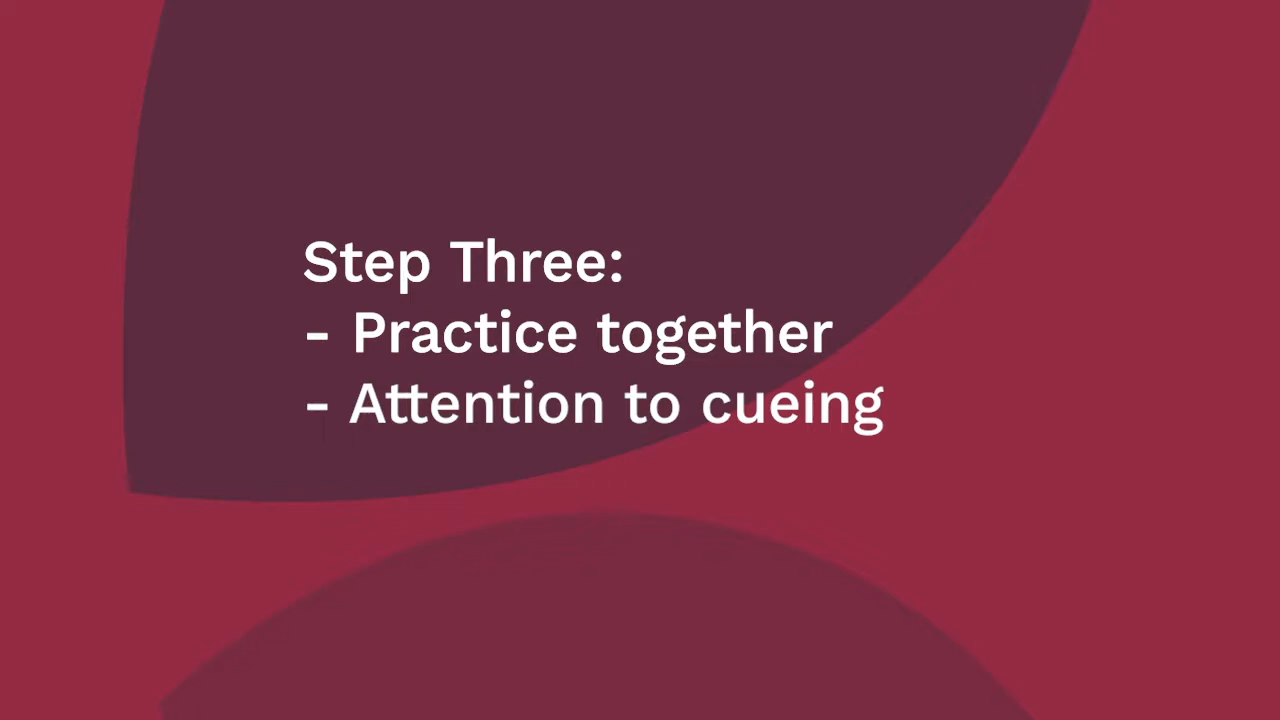 Step Three:
- Practice together
- Attention to cueing